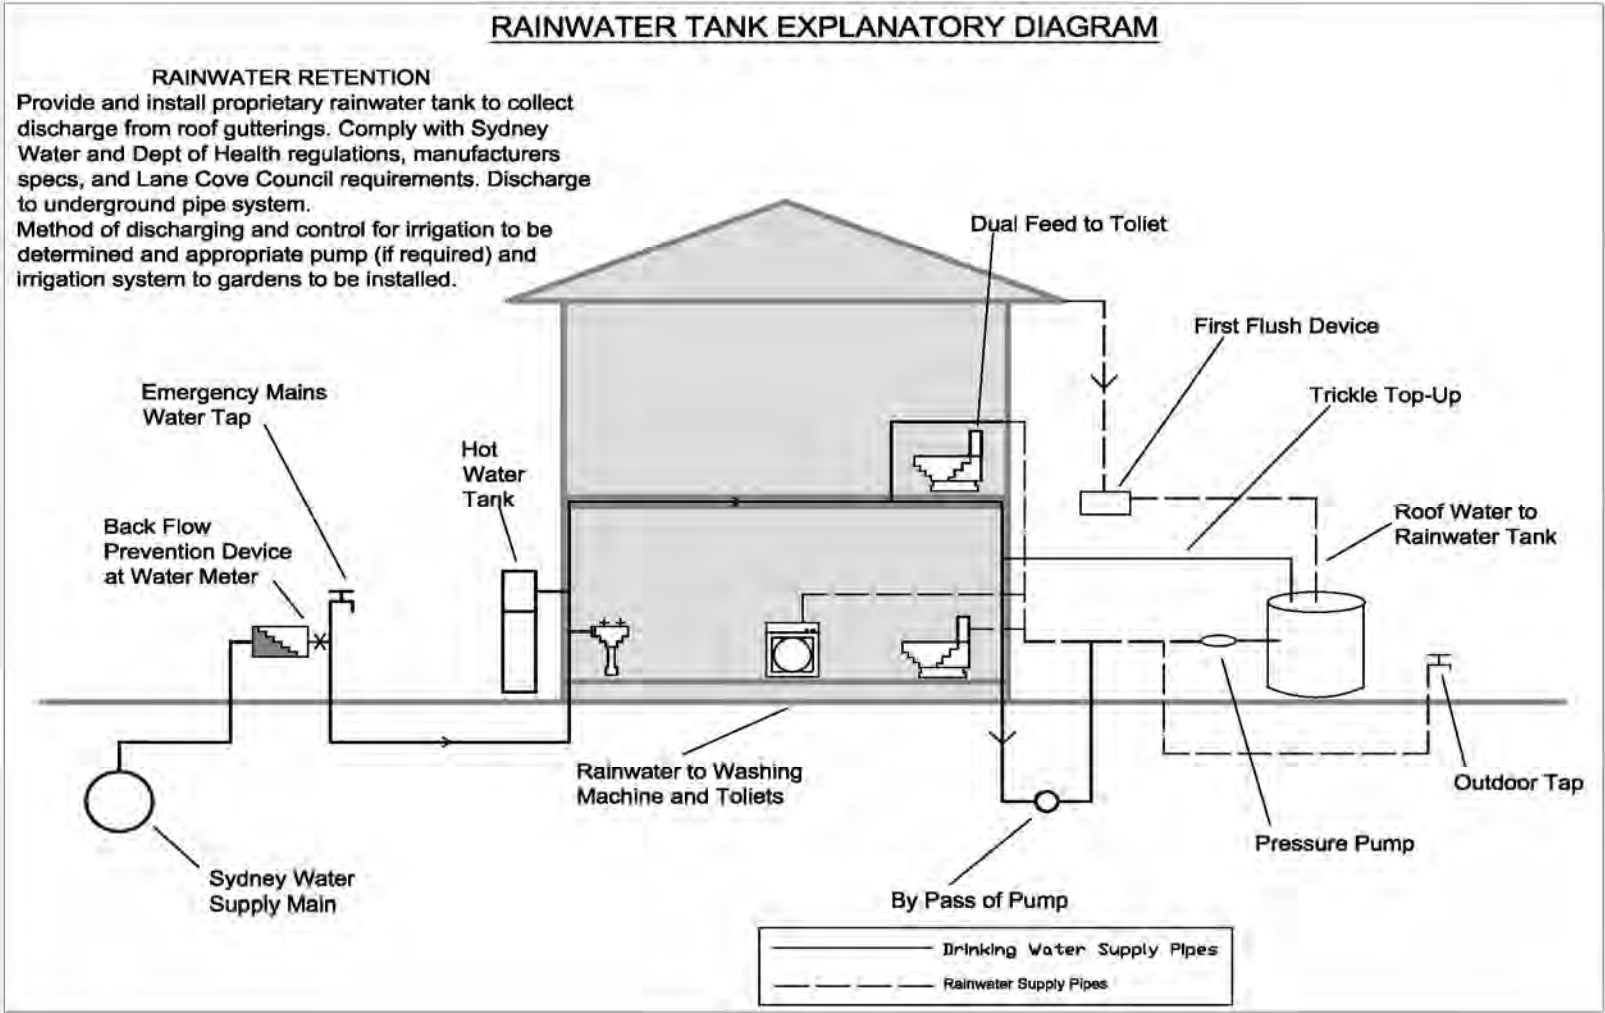 RAINWATER TANK EXPLANATORY DIAGRAM
RAINWATER RETENTION
Provide and install proprietary rainwater tank to collect
discharge from roof gutterings. Comply with Sydney
Water and Dept of Health regulations, manufacturers
specs, and Lane Cove Council requirements. Discharge
to underground pipe system.
Method of discharging and control for irrigation to be
determined and appropriate pump (if required) and
irrigation system to gardens to be installed.
Dual Feed to Toliet
First Flush Device
Trickle Top-Up
Emergency Mains
Water Tap
Hot
Water
Tank
Back Flow
Prevention Device
at Water Meter
Roof Water to
Rainwater Tank
Rainwater to Washing
Machine and Toliets
Outdoor Tap
Pressure Pump
Sydney Water
Supply Main
By Pass of Pump
Drinking Water Supply Pipes
Rainwater Supply Pipes